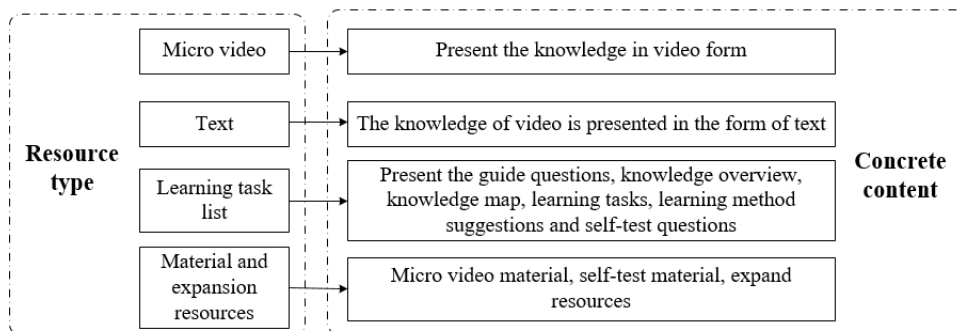 Micro video
Present the knowledge in video form
Text
The knowledge of video is presented in the form of text
Resource
type
Learning task
list
Present the guide questions, knowledge overview,
knowledge map, learning tasks, learning method
suggestions and self-test questions
Concrete
content
Material and
expansion
resources
Micro video material, self-test material, expand
resources